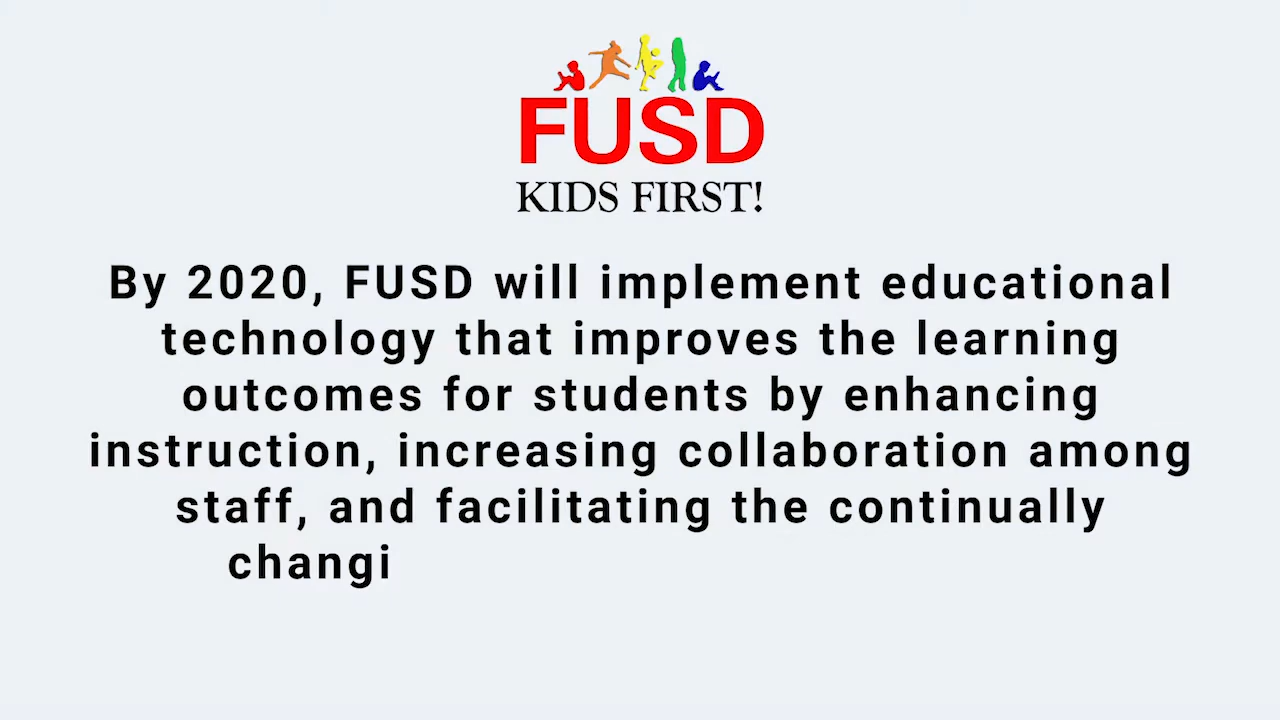 FUSD
KIDS FIRST!
By 2020, FUSD will implement educational
technology that improves the learning
outcomes for students by enhancing
instruction, increasing collaboration among
staff, and facilitating the continually
changi